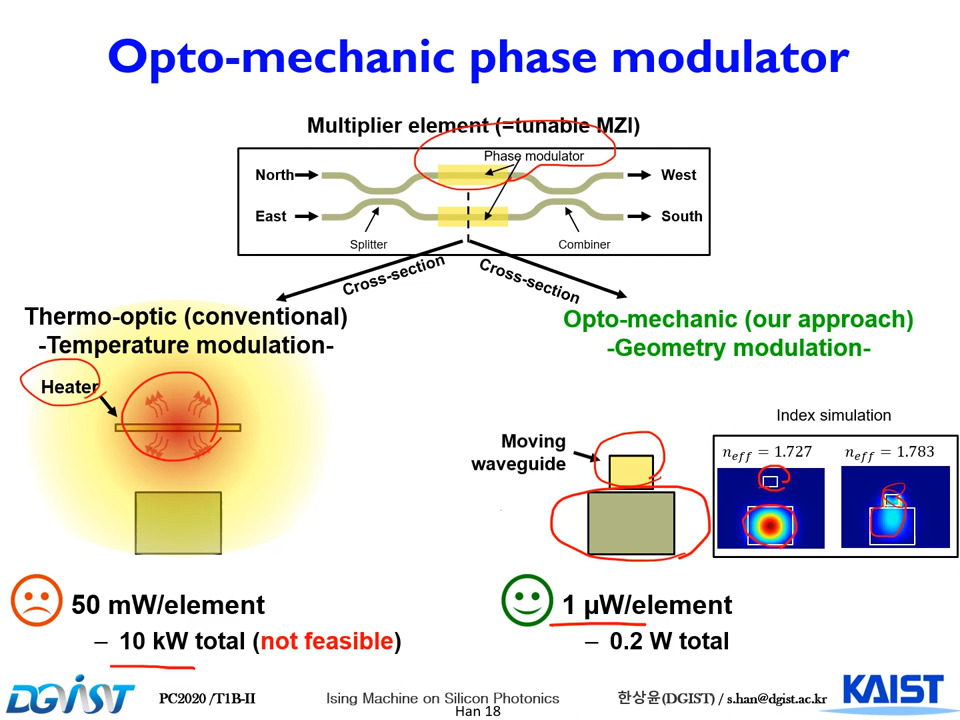 Opto-mechanic phase modulator
Multiplier element (=tunable MZI)
Phase modulator
North
West
East
South
Splitter
Combiner
Cross-section
Cross-section
Thermo-optic (conventional)
-Temperature modulation-
Heater
Opto-mechanic (our approach)
-Geometry modulation-
Index simulation
Moving
waveguide
n_eff = 1.727
n_eff = 1.783
50 mW/element
– 10 kW total (not feasible)
1 µW/element
– 0.2 W total
DGIST
PC2020 /T1B-II
Ising Machine on Silicon Photonics
한상윤(DGIST) / s.han@dgist.ac.kr
KAIST
Han 18